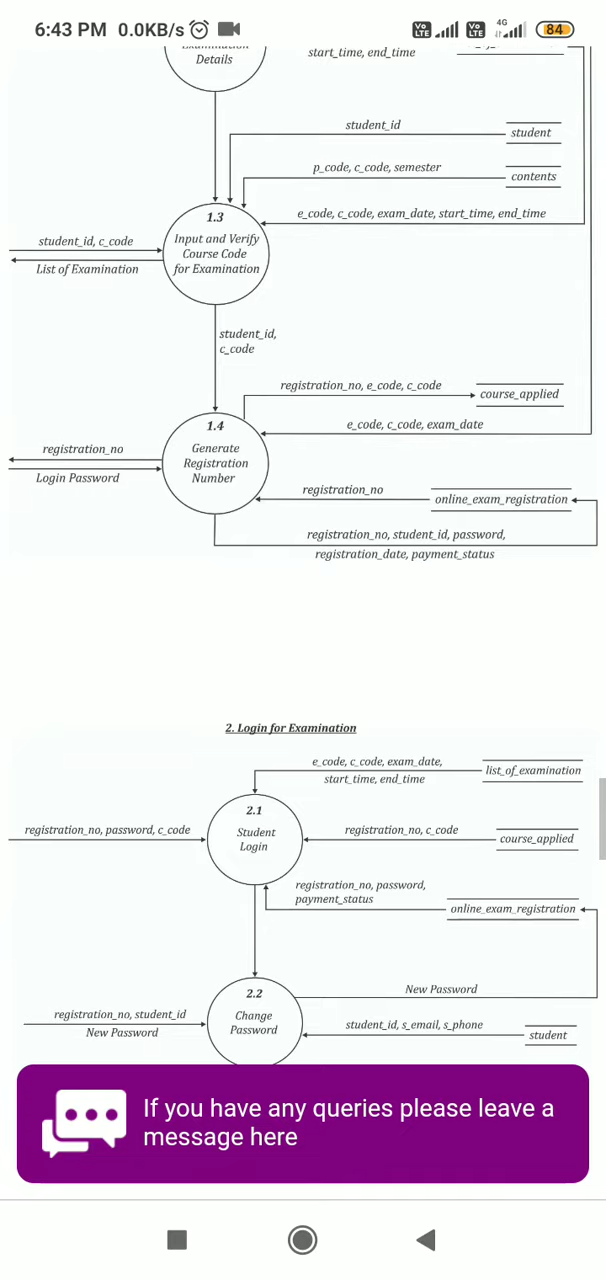 6:43 PM 0.0KB/s
Vo LTE Vo LTE 4G 84
Details
start_time, end_time
student_id
student
p_code, c_code, semester
contents
1.3
e_code, c_code, exam_date, start_time, end_time
Input and Verify
Course Code
for Examination
student_id, c_code
List of Examination
student_id,
c_code
registration_no, e_code, c_code
course_applied
1.4
e_code, c_code, exam_date
Generate
Registration
Number
registration_no
Login Password
registration_no
online_exam_registration
registration_no, student_id, password,
registration_date, payment_status
2. Login for Examination
e_code, c_code, exam_date,
start_time, end_time
list_of_examination
2.1
Student
Login
registration_no, password, c_code
registration_no, c_code
course_applied
registration_no, password,
payment_status
online_exam_registration
2.2
Change
Password
New Password
registration_no, student_id
New Password
student_id, s_email, s_phone
student
If you have any queries please leave a
message here